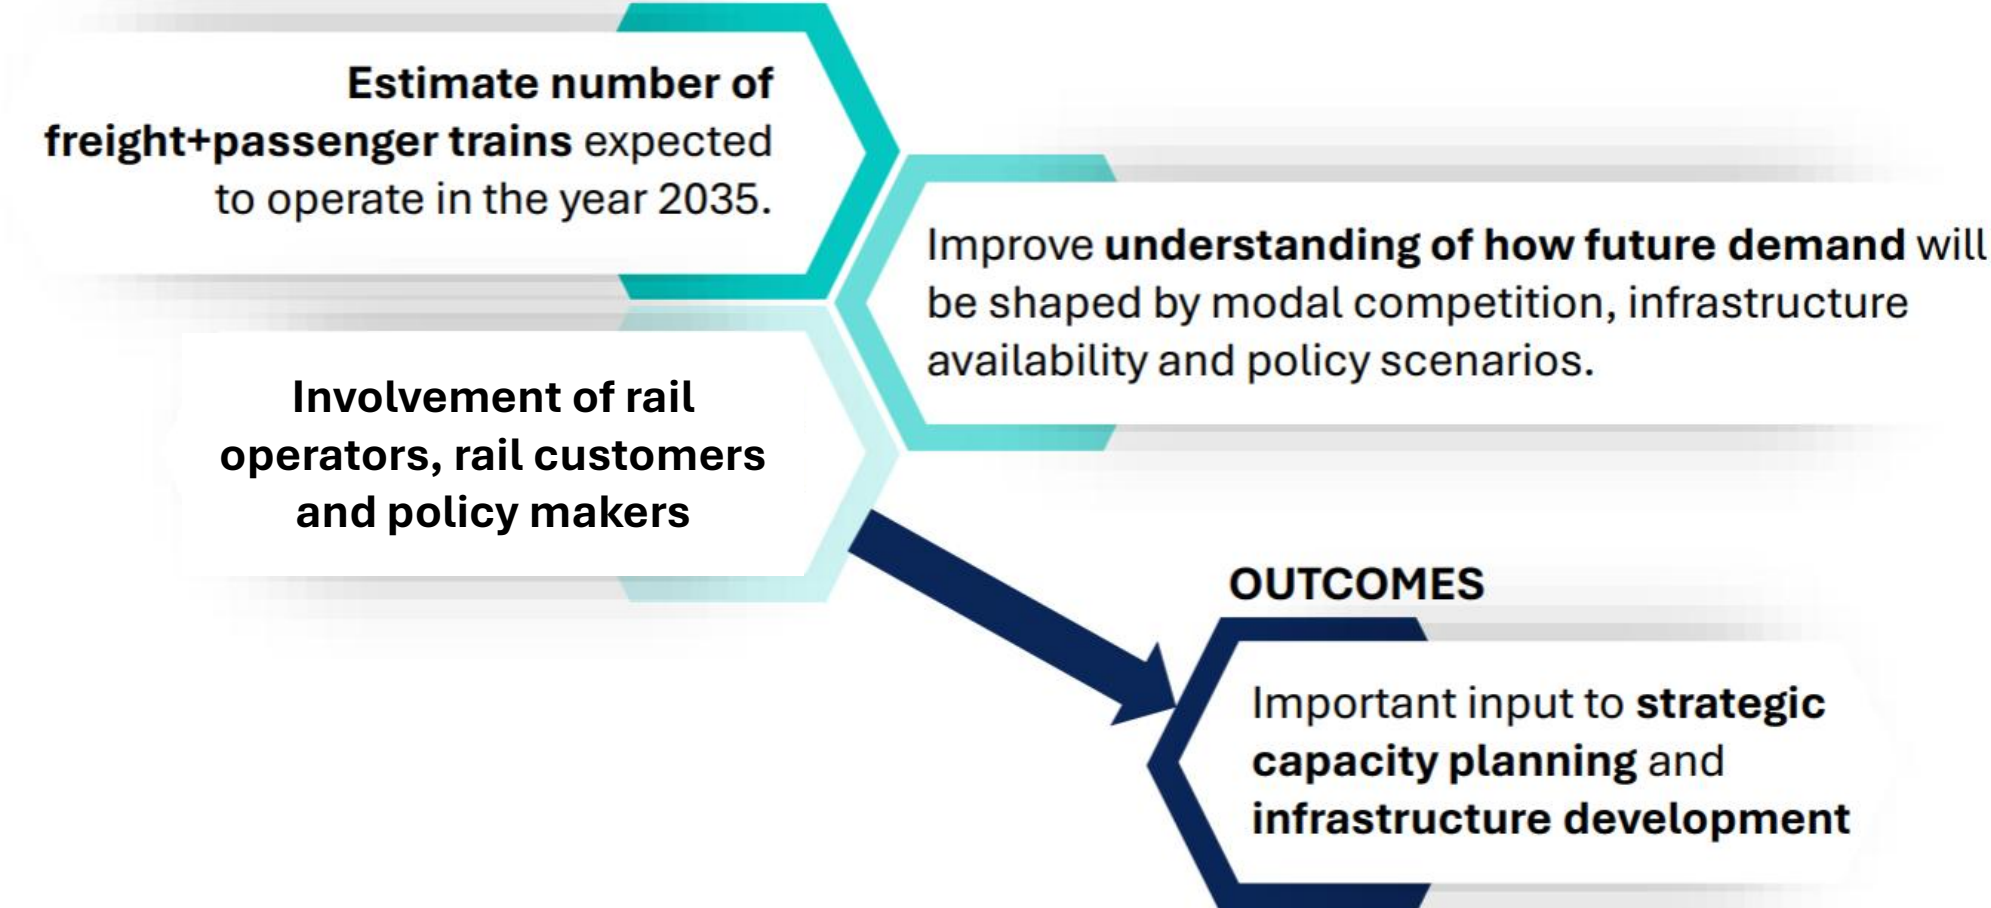 Estimate number of
freight+passenger trains expected
to operate in the year 2035.
Improve understanding of how future demand will
be shaped by modal competition, infrastructure
availability and policy scenarios.
Involvement of rail
operators, rail customers
and policy makers
OUTCOMES
Important input to strategic
capacity planning and
infrastructure development